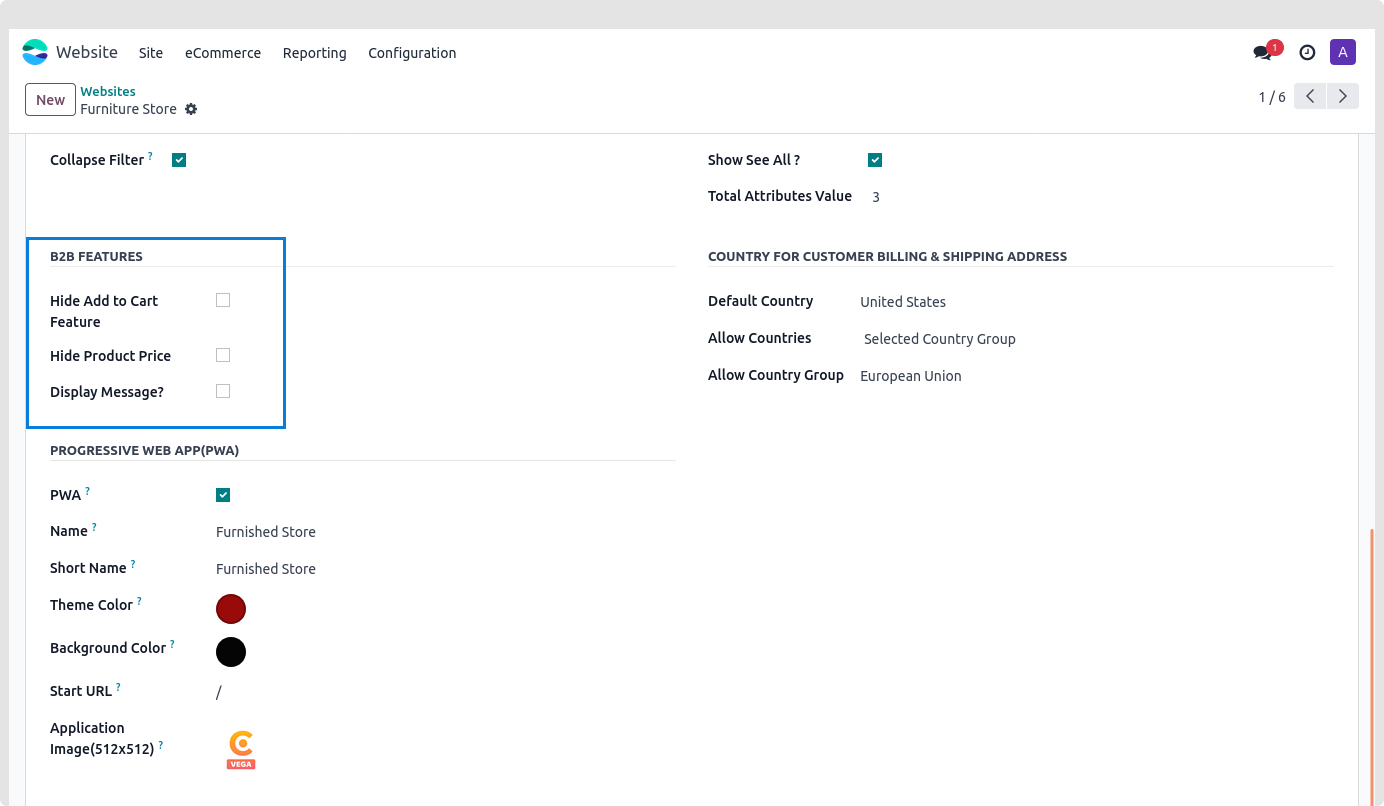 Website Site eCommerce Reporting Configuration 1 A
New Websites
Furniture Store 1 / 6
Collapse Filter ?
Show See All ?
Total Attributes Value 3
B2B FEATURES
Hide Add to Cart
Feature
Hide Product Price
Display Message?
COUNTRY FOR CUSTOMER BILLING & SHIPPING ADDRESS
Default Country United States
Allow Countries Selected Country Group
Allow Country Group European Union
PROGRESSIVE WEB APP(PWA)
PWA ?
Name ? Furnished Store
Short Name ? Furnished Store
Theme Color ?
Background Color ?
Start URL ? /
Application
Image(512x512) ?
VEGA